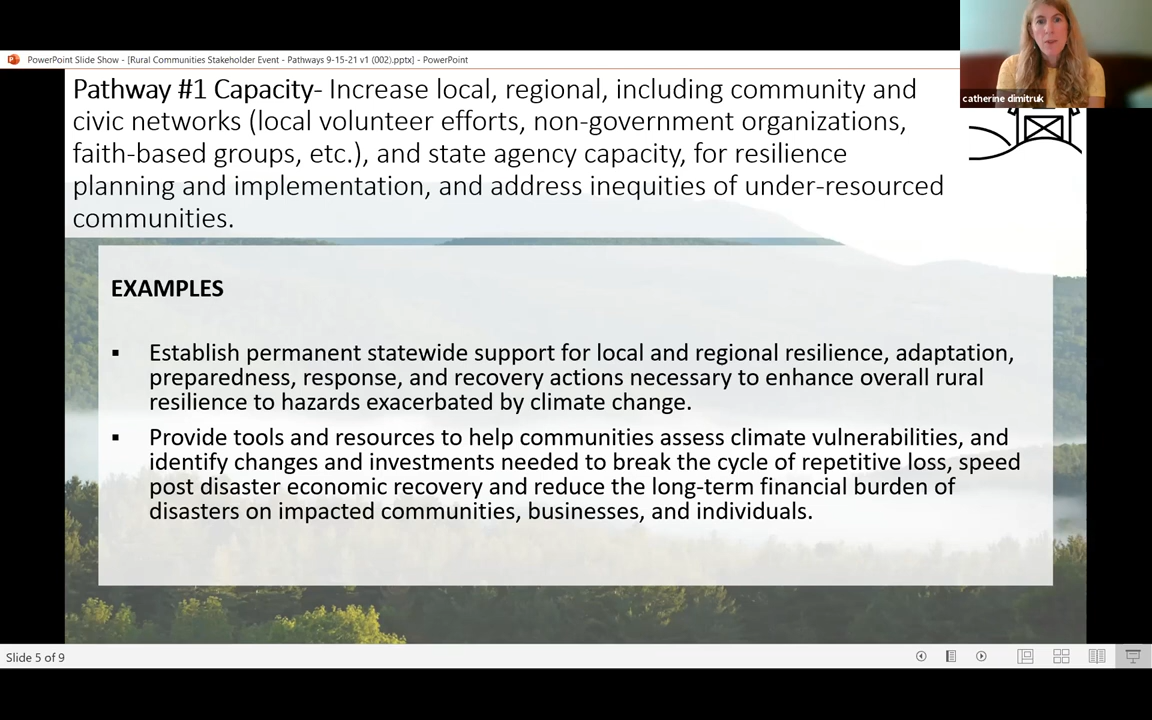 PowerPoint Slide Show - [Rural Communities Stakeholder Event - Pathways 9-15-21 v1 (002).pptx] - PowerPoint
catherine dimitruk
Pathway #1 Capacity- Increase local, regional, including community and
civic networks (local volunteer efforts, non-government organizations,
faith-based groups, etc.), and state agency capacity, for resilience
planning and implementation, and address inequities of under-resourced
communities.
EXAMPLES
▪ Establish permanent statewide support for local and regional resilience, adaptation,
preparedness, response, and recovery actions necessary to enhance overall rural
resilience to hazards exacerbated by climate change.
▪ Provide tools and resources to help communities assess climate vulnerabilities, and
identify changes and investments needed to break the cycle of repetitive loss, speed
post disaster economic recovery and reduce the long-term financial burden of
disasters on impacted communities, businesses, and individuals.
Slide 5 of 9